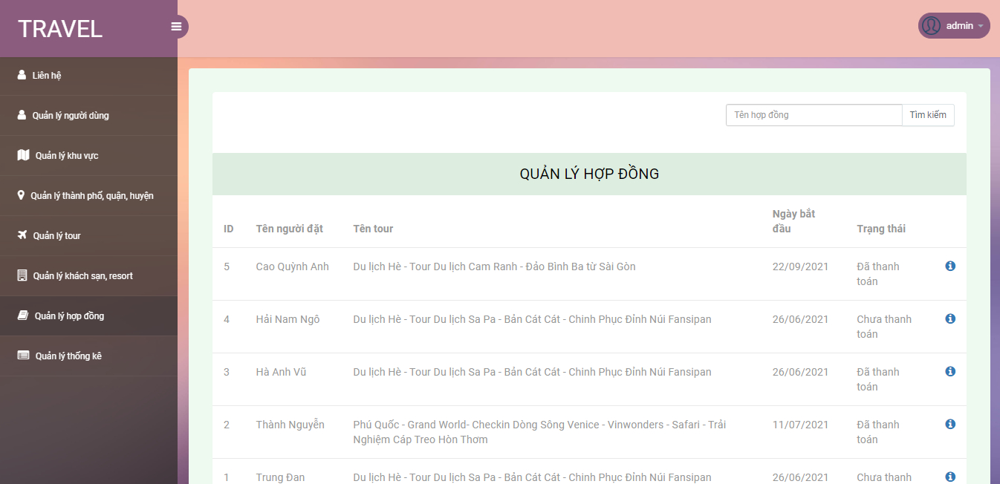 TRAVEL
admin
Liên hệ
Quản lý người dùng
Quản lý khu vực
Quản lý thành phố, quận, huyện
Quản lý tour
Quản lý khách sạn, resort
Quản lý hợp đồng
Quản lý thống kê
Tên hợp đồng Tìm kiếm
QUẢN LÝ HỢP ĐỒNG
ID Tên người đặt Tên tour Ngày bắt đầu Trạng thái
5 Cao Quỳnh Anh Du lịch Hè - Tour Du lịch Cam Ranh - Đảo Bình Ba từ Sài Gòn 22/09/2021 Đã thanh
toán
4 Hải Nam Ngô Du lịch Hè - Tour Du lịch Sa Pa - Bản Cát Cát - Chinh Phục Đỉnh Núi Fansipan 26/06/2021 Chưa thanh
toán
3 Hà Anh Vũ Du lịch Hè - Tour Du lịch Sa Pa - Bản Cát Cát - Chinh Phục Đỉnh Núi Fansipan 26/06/2021 Đã thanh
toán
2 Thành Nguyễn Phú Quốc - Grand World- Checkin Dòng Sông Venice - Vinwonders - Safari - Trải 11/07/2021 Đã thanh
Nghiệm Cáp Treo Hòn Thơm toán
1 Trung Đan Du lịch Hè - Tour Du lịch Sa Pa - Bản Cát Cát - Chinh Phục Đỉnh Núi Fansipan 26/06/2021 Chưa thanh